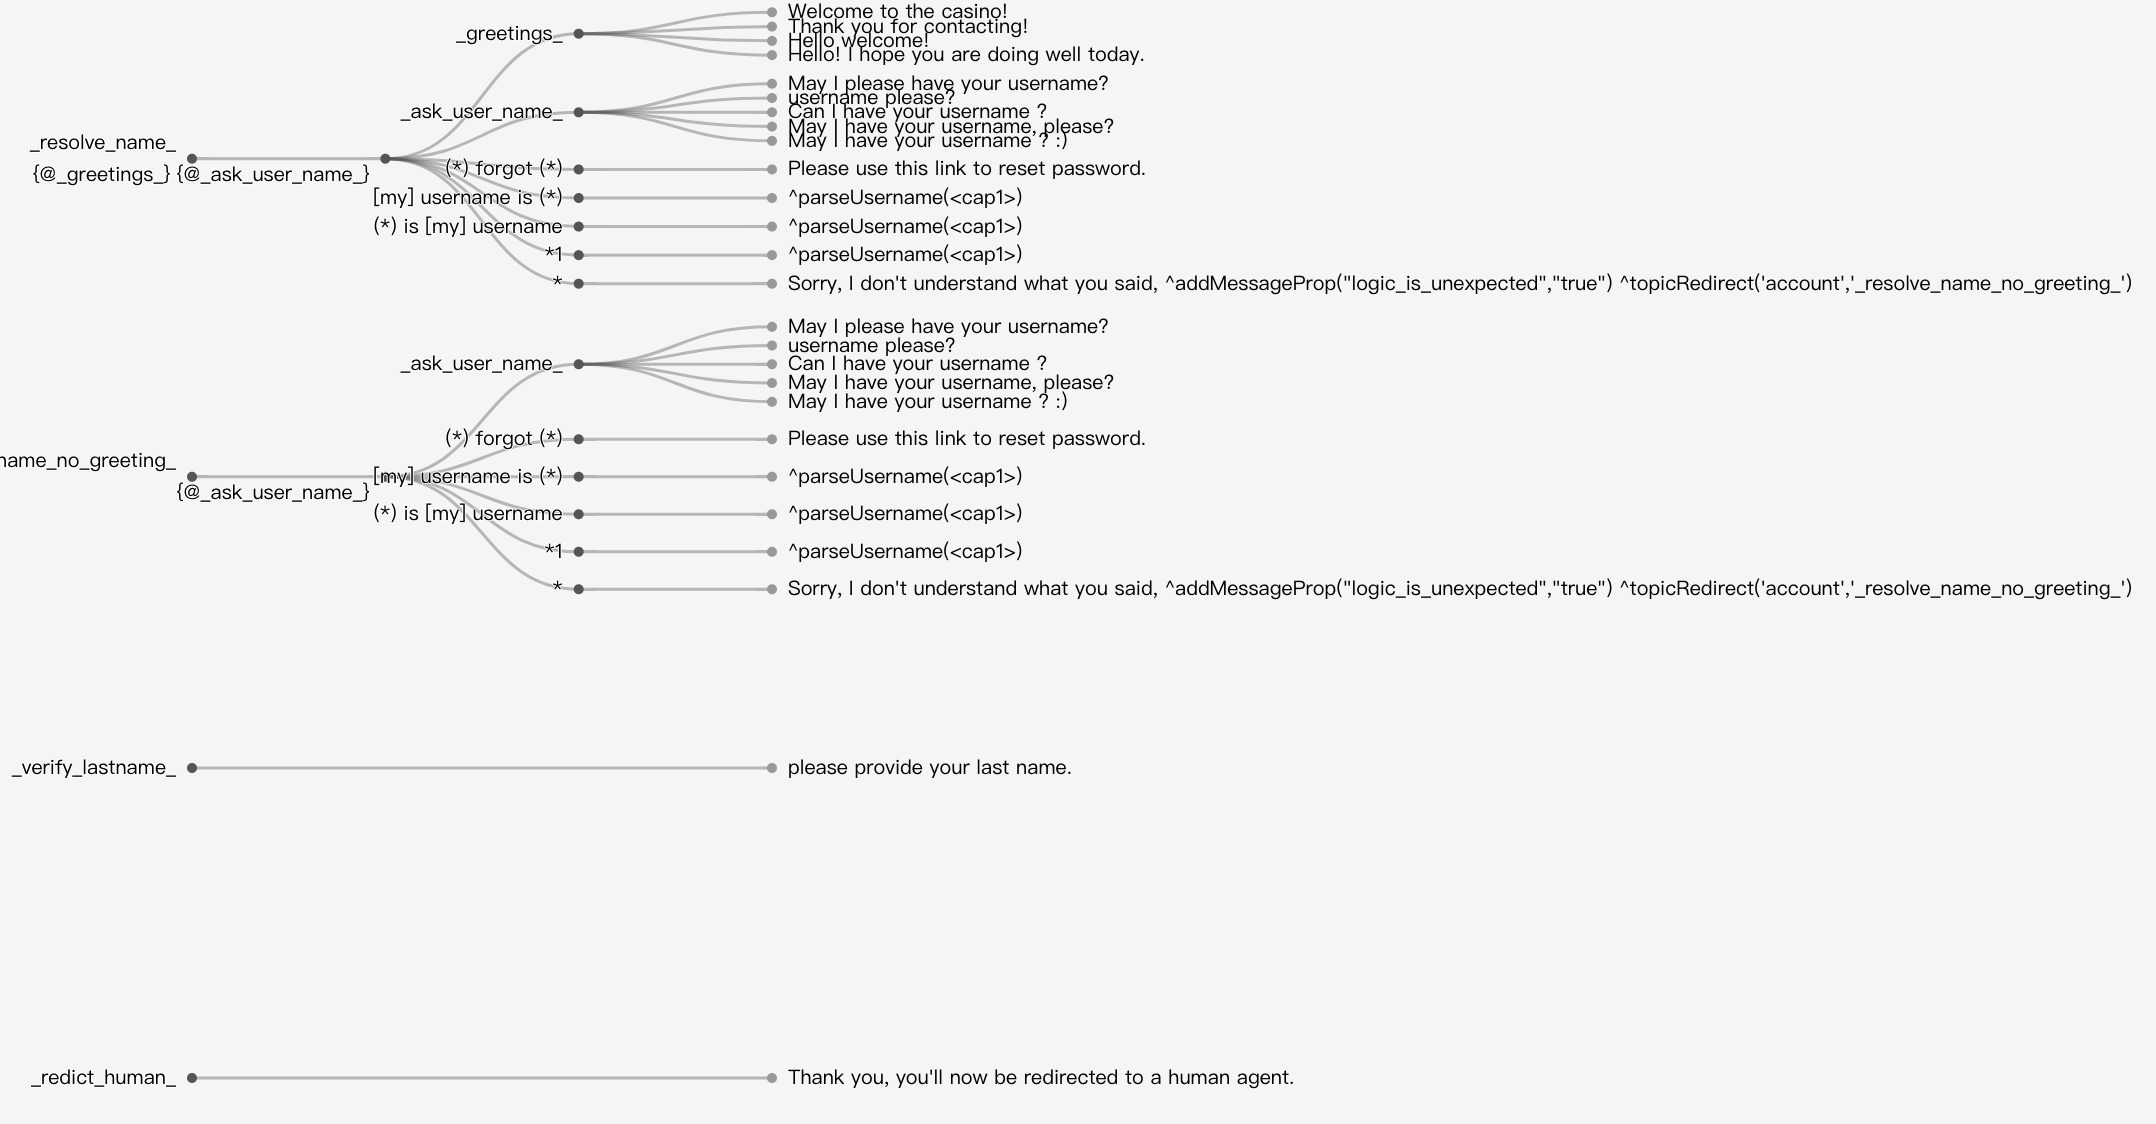 Welcome to the casino!
Thank you for contacting!
_greetings_
Hello welcome!
Hello! I hope you are doing well today.
May I please have your username?
username please?
_ask_user_name_
Can I have your username ?
May I have your username, please?
May I have your username ? :)
_resolve_name_
{@_greetings_} {@_ask_user_name_}
(*) forgot (*)
Please use this link to reset password.
[my] username is (*)
^parseUsername(<cap1>)
(*) is [my] username
^parseUsername(<cap1>)
*1
^parseUsername(<cap1>)
*
Sorry, I don't understand what you said, ^addMessageProp("logic_is_unexpected","true") ^topicRedirect('account','_resolve_name_no_greeting_')
May I please have your username?
username please?
_ask_user_name_
Can I have your username ?
May I have your username, please?
May I have your username ? :)
(*) forgot (*)
Please use this link to reset password.
name_no_greeting_
{@_ask_user_name_}
[my] username is (*)
^parseUsername(<cap1>)
(*) is [my] username
^parseUsername(<cap1>)
*1
^parseUsername(<cap1>)
*
Sorry, I don't understand what you said, ^addMessageProp("logic_is_unexpected","true") ^topicRedirect('account','_resolve_name_no_greeting_')
_verify_lastname_
please provide your last name.
_redict_human_
Thank you, you'll now be redirected to a human agent.